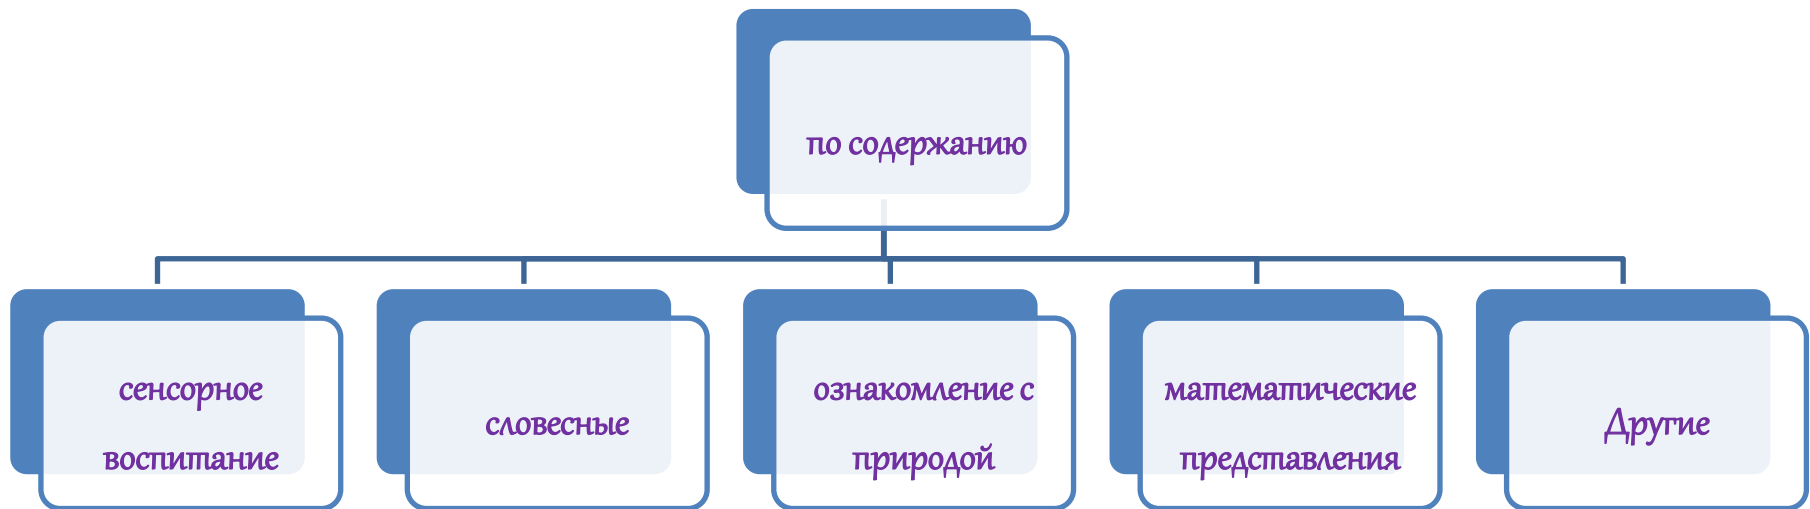 по содержанию
сенсорное
воспитание
словесные
ознакомление с
природой
математические
представления
Другие